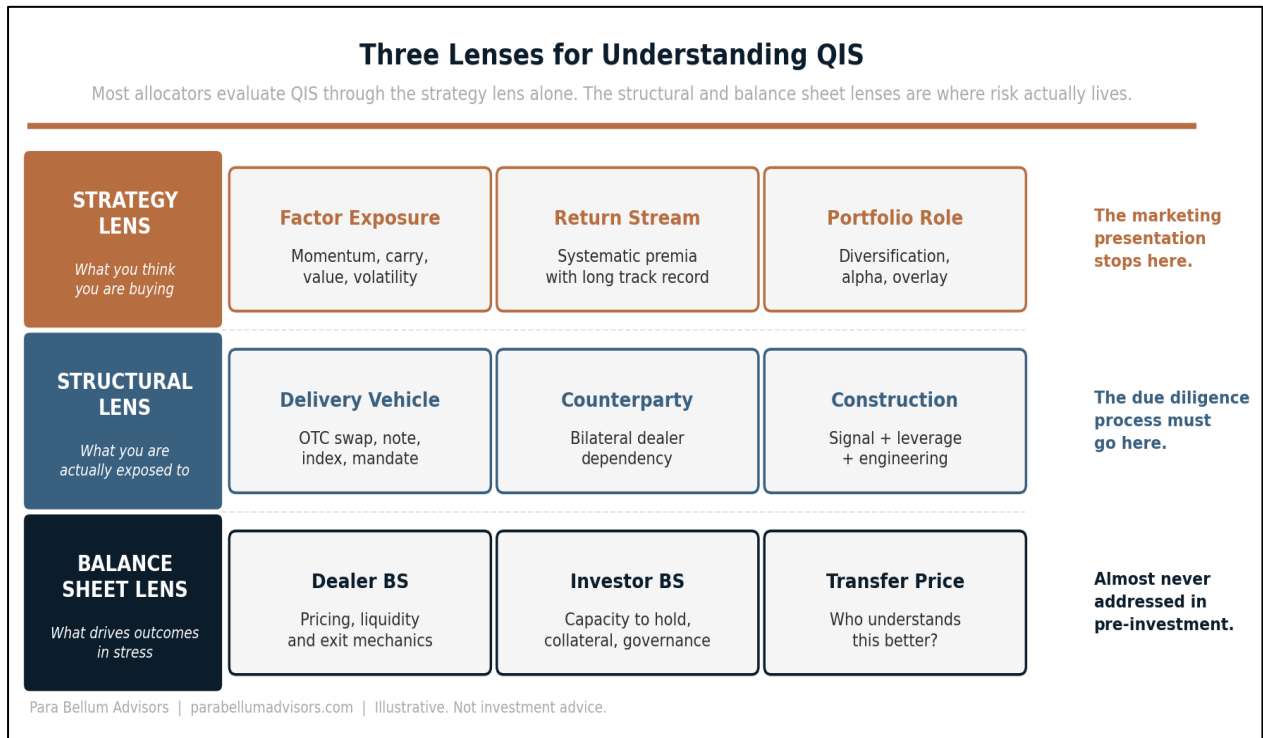 Three Lenses for Understanding QIS
Most allocators evaluate QIS through the strategy lens alone. The structural and balance sheet lenses are where risk actually lives.
STRATEGY
LENS
What you think
you are buying
Factor Exposure
Momentum, carry,
value, volatility
Return Stream
Systematic premia
with long track record
Portfolio Role
Diversification,
alpha, overlay
The marketing
presentation
stops here.
STRUCTURAL
LENS
What you are
actually exposed to
Delivery Vehicle
OTC swap, note,
index, mandate
Counterparty
Bilateral dealer
dependency
Construction
Signal + leverage
+ engineering
The due diligence
process must
go here.
BALANCE
SHEET LENS
What drives outcomes
in stress
Dealer BS
Pricing, liquidity
and exit mechanics
Investor BS
Capacity to hold,
collateral, governance
Transfer Price
Who understands
this better?
Almost never
addressed in
pre-investment.
Para Bellum Advisors | parabellumadvisors.com | Illustrative. Not investment advice.